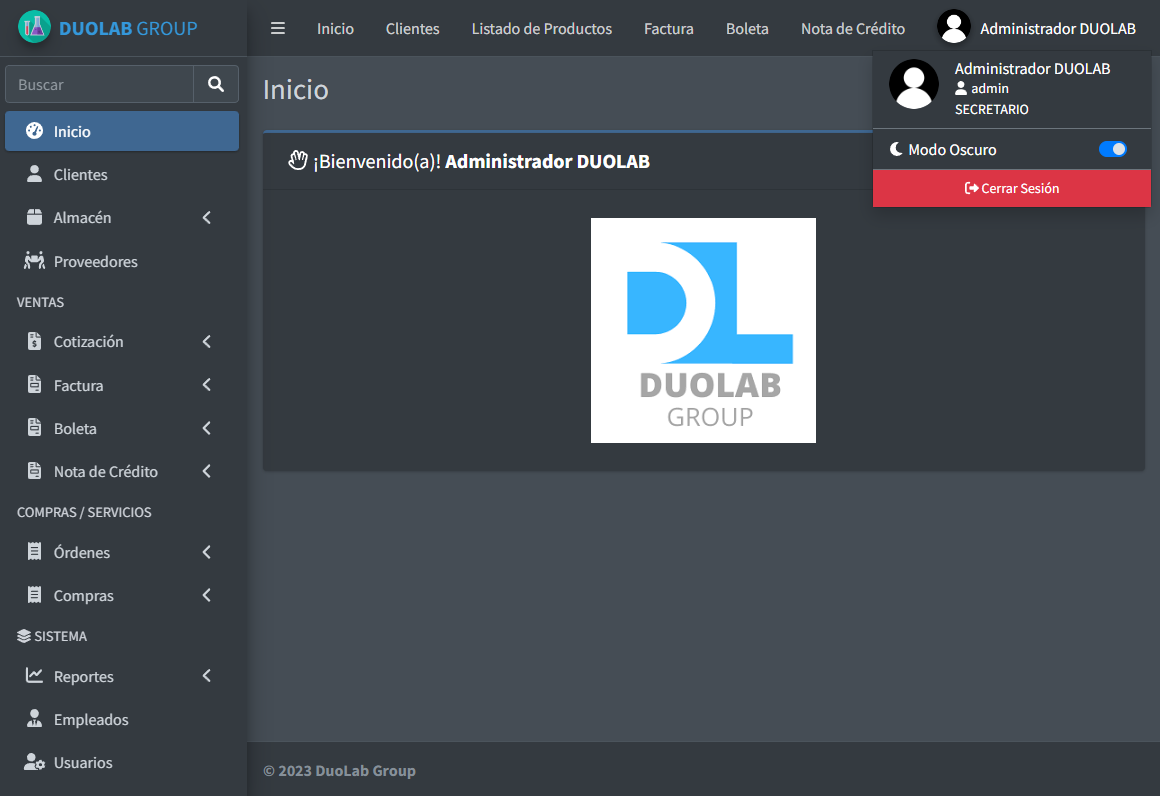 DUOLAB GROUP
Inicio
Clientes
Listado de Productos
Factura
Boleta
Nota de Crédito
Administrador DUOLAB
Administrador DUOLAB
admin
SECRETARIO
Modo Oscuro
Cerrar Sesión
Buscar
Inicio
Clientes
Almacén
Proveedores
VENTAS
Cotización
Factura
Boleta
Nota de Crédito
COMPRAS / SERVICIOS
Órdenes
Compras
SISTEMA
Reportes
Empleados
Usuarios
Inicio
¡Bienvenido(a)! Administrador DUOLAB
DL
DUOLAB
GROUP
© 2023 DuoLab Group